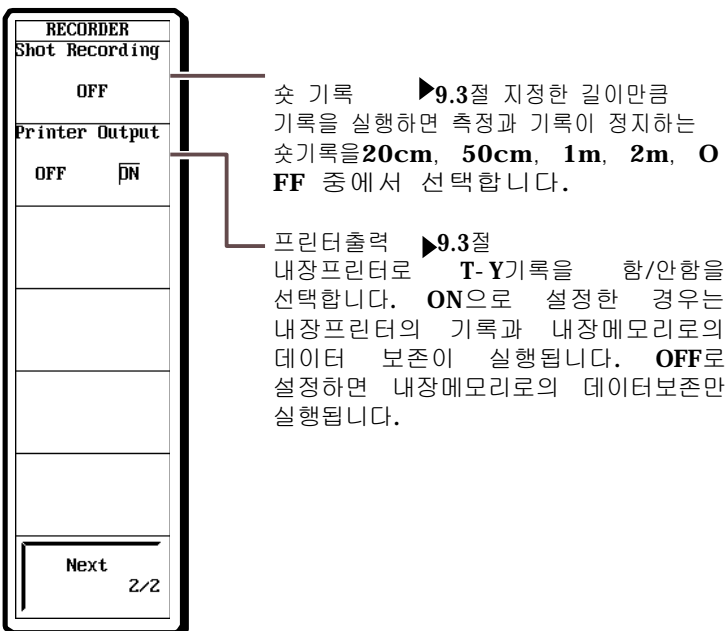 RECORDER
Shot Recording
OFF
Printer Output
OFF ON
Next
2/2
숏 기록 ▶9.3절 지정한 길이만큼
기록을 실행하면 측정과 기록이 정지하는
숏기록을20cm, 50cm, 1m, 2m, O
FF 중에서 선택합니다.
프린터출력 ▶9.3절
내장프린터로 T-Y기록을 함/안함을
선택합니다. ON으로 설정한 경우는
내장프린터의 기록과 내장메모리로의
데이터 보존이 실행됩니다. OFF로
설정하면 내장메모리로의 데이터보존만
실행됩니다.